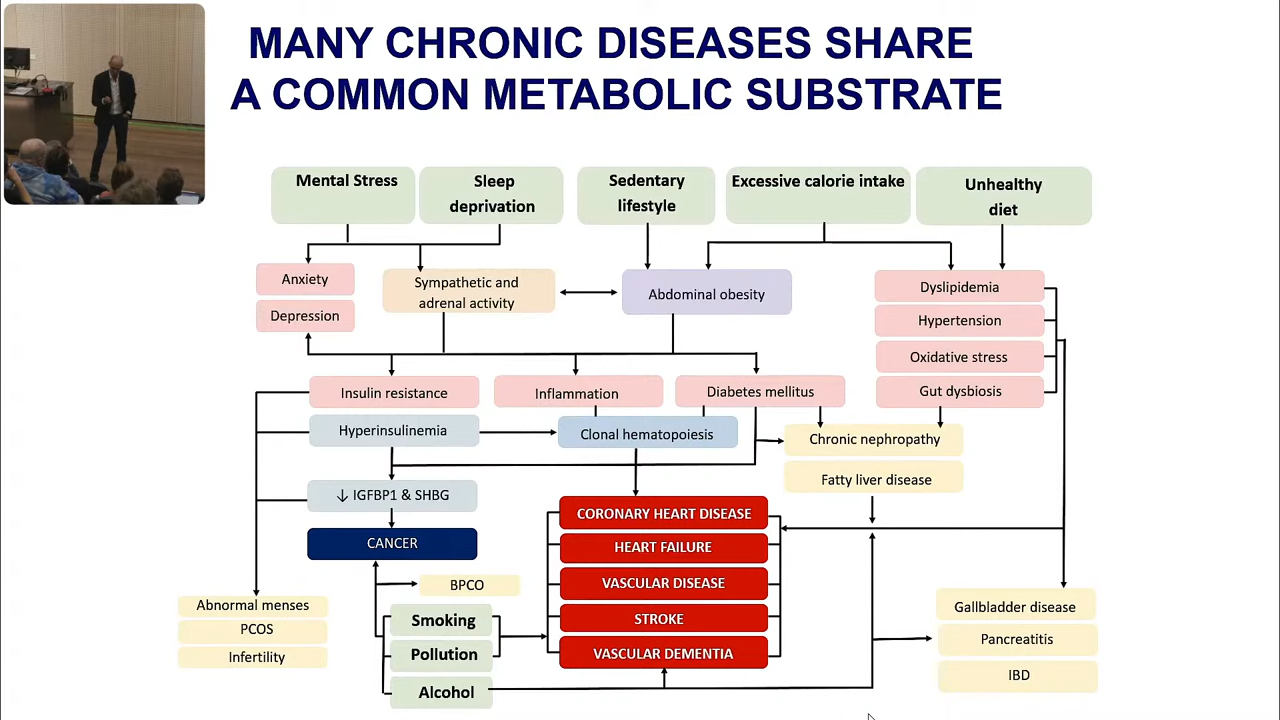 MANY CHRONIC DISEASES SHARE
A COMMON METABOLIC SUBSTRATE
Mental Stress
Sleep
deprivation
Sedentary
lifestyle
Excessive calorie intake
Unhealthy
diet
Anxiety
Depression
Sympathetic and
adrenal activity
Abdominal obesity
Dyslipidemia
Hypertension
Oxidative stress
Gut dysbiosis
Insulin resistance
Inflammation
Diabetes mellitus
Hyperinsulinemia
Clonal hematopoiesis
Chronic nephropathy
Fatty liver disease
↓ IGFBP1 & SHBG
CANCER
CORONARY HEART DISEASE
HEART FAILURE
VASCULAR DISEASE
STROKE
VASCULAR DEMENTIA
BPCO
Smoking
Pollution
Alcohol
Abnormal menses
PCOS
Infertility
Gallbladder disease
Pancreatitis
IBD